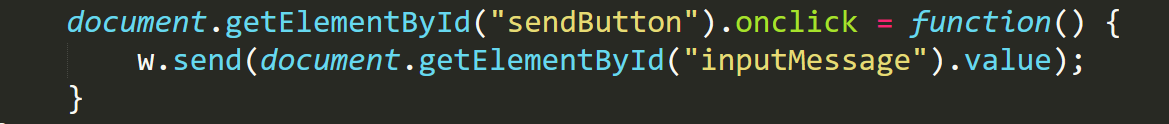 document.getElementById("sendButton").onclick = function() {
    w.send(document.getElementById("inputMessage").value);
}